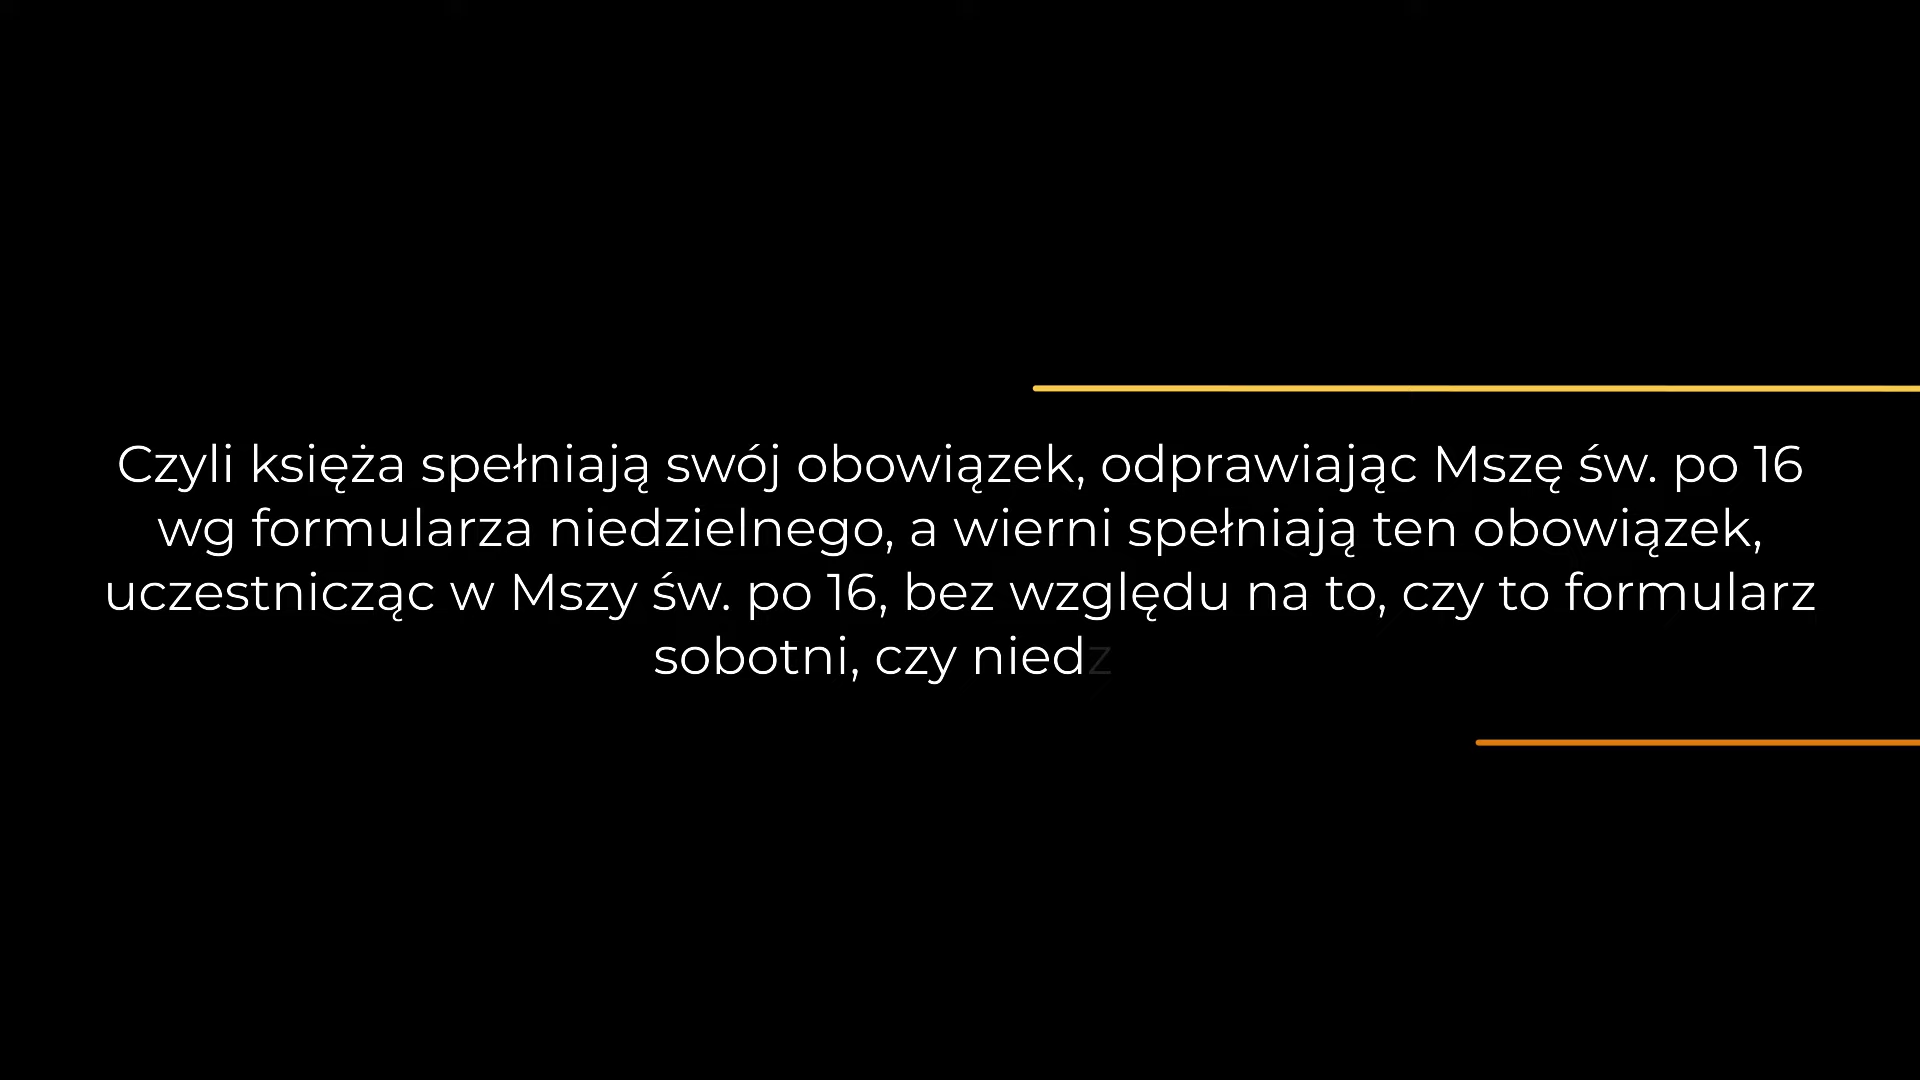 Czyli księża spełniają swój obowiązek, odprawiając Mszę św. po 16
wg formularza niedzielnego, a wierni spełniają ten obowiązek,
uczestnicząc w Mszy św. po 16, bez względu na to, czy to formularz
sobotni, czy niedz